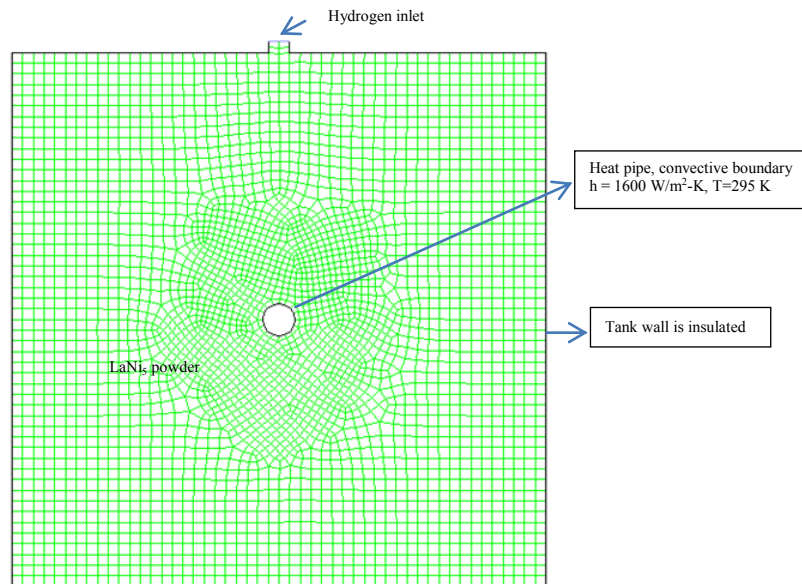 Hydrogen inlet
Heat pipe, convective boundary
h = 1600 W/m²-K, T=295 K
Tank wall is insulated
LaNi₅ powder